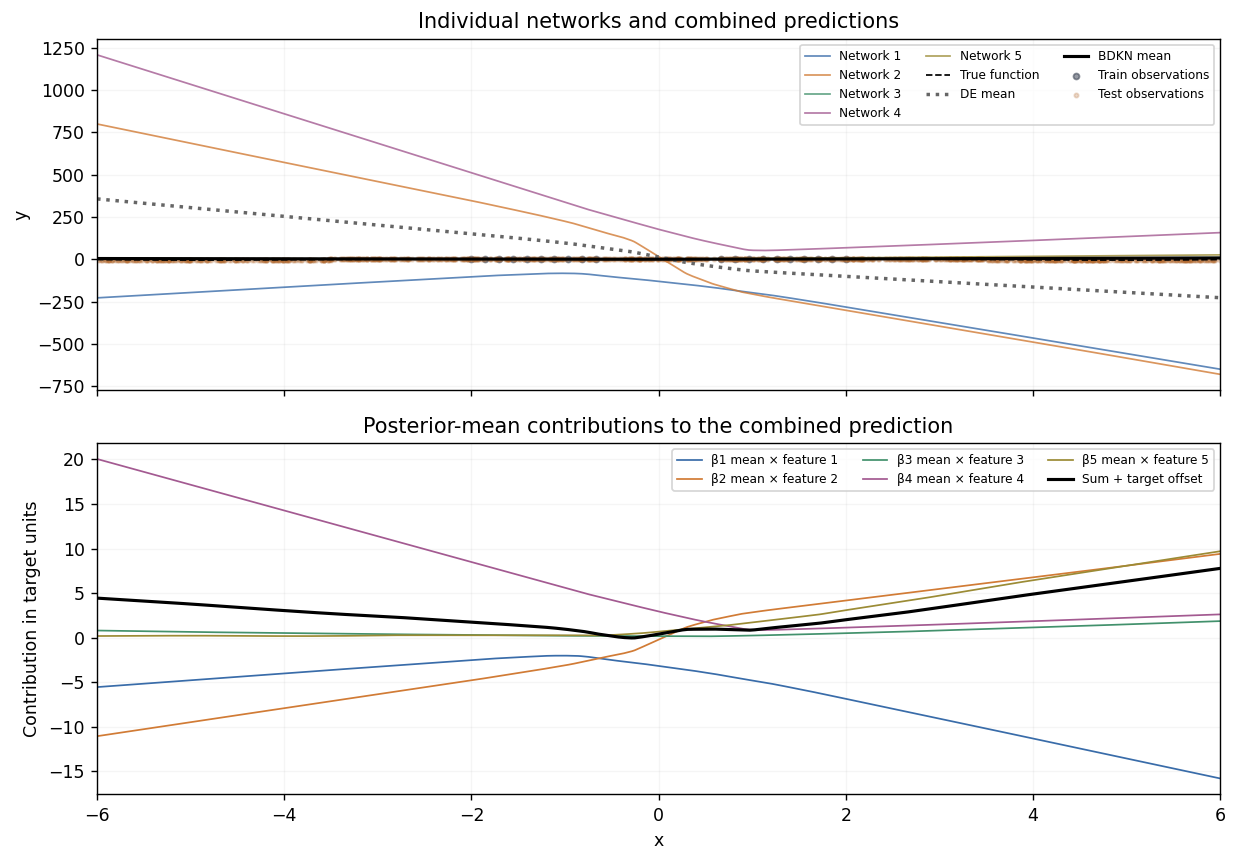 Individual networks and combined predictions
1250
1000
750
500
250
0
−250
−500
−750
y
Network 1
Network 2
Network 3
Network 4
Network 5
True function
DE mean
BDKN mean
Train observations
Test observations
Posterior-mean contributions to the combined prediction
20
15
10
5
0
−5
−10
−15
Contribution in target units
β1 mean × feature 1
β2 mean × feature 2
β3 mean × feature 3
β4 mean × feature 4
β5 mean × feature 5
Sum + target offset
−6
−4
−2
0
2
4
6
x